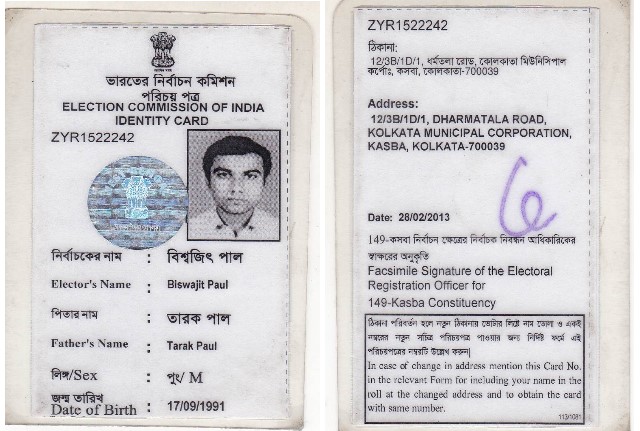 ভারতের নির্বাচন কমিশন
পরিচয় পত্র
ELECTION COMMISSION OF INDIA
IDENTITY CARD
ZYR1522242
নির্বাচকের নাম : বিশ্বজিৎ পাল
Elector's Name : Biswajit Paul
পিতার নাম : তারক পাল
Father's Name : Tarak Paul
লিঙ্গ/Sex : পুং/ M
জন্ম তারিখ
Date of Birth : 17/09/1991
ZYR1522242
ঠিকানা:
12/3B/1D/1, ধর্মতলা রোড, কোলকাতা মিউনিসিপাল
কর্পোঃ, কসবা, কোলকাতা-700039
Address:
12/3B/1D/1, DHARMATALA ROAD,
KOLKATA MUNICIPAL CORPORATION,
KASBA, KOLKATA-700039
Date: 28/02/2013
149-কসবা নির্বাচন ক্ষেত্রের নির্বাচক নিবন্ধন আধিকারিকের
স্বাক্ষরের অনুকৃতি
Facsimile Signature of the Electoral
Registration Officer for
149-Kasba Constituency
ঠিকানা পরিবর্তন হলে নতুন ঠিকানায় ভোটার লিষ্টে নাম তোলা ও একই
নম্বরের নতুন সচিত্র পরিচয়পত্র পাওয়ার জন্য নির্দিষ্ট ফর্মে এই
পরিচয়পত্রের নম্বরটি উল্লেখ করুন|
In case of change in address mention this Card No.
in the relevant Form for including your name in the
roll at the changed address and to obtain the card
with same number.
113/1081